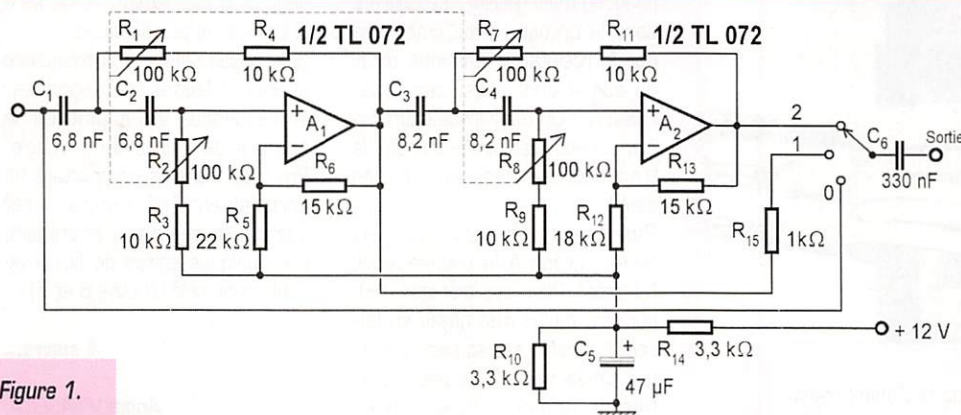 R1 R4 1/2 TL 072 R7 R11 1/2 TL 072
100 kΩ 10 kΩ 100 kΩ 10 kΩ
C1 C2 C3 C4
+ A1 + A2 2
6,8 nF 6,8 nF 8,2 nF 8,2 nF C6 Sortie
− R6 − R13 1
R2 100 kΩ R8 100 kΩ 330 nF
15 kΩ 15 kΩ 0
R3 R5 R9 R12 R15 1kΩ
10 kΩ 22 kΩ 10 kΩ 18 kΩ
+ + 12 V
R10 C5 R14 3,3 kΩ
3,3 kΩ 47 µF
Figure 1.